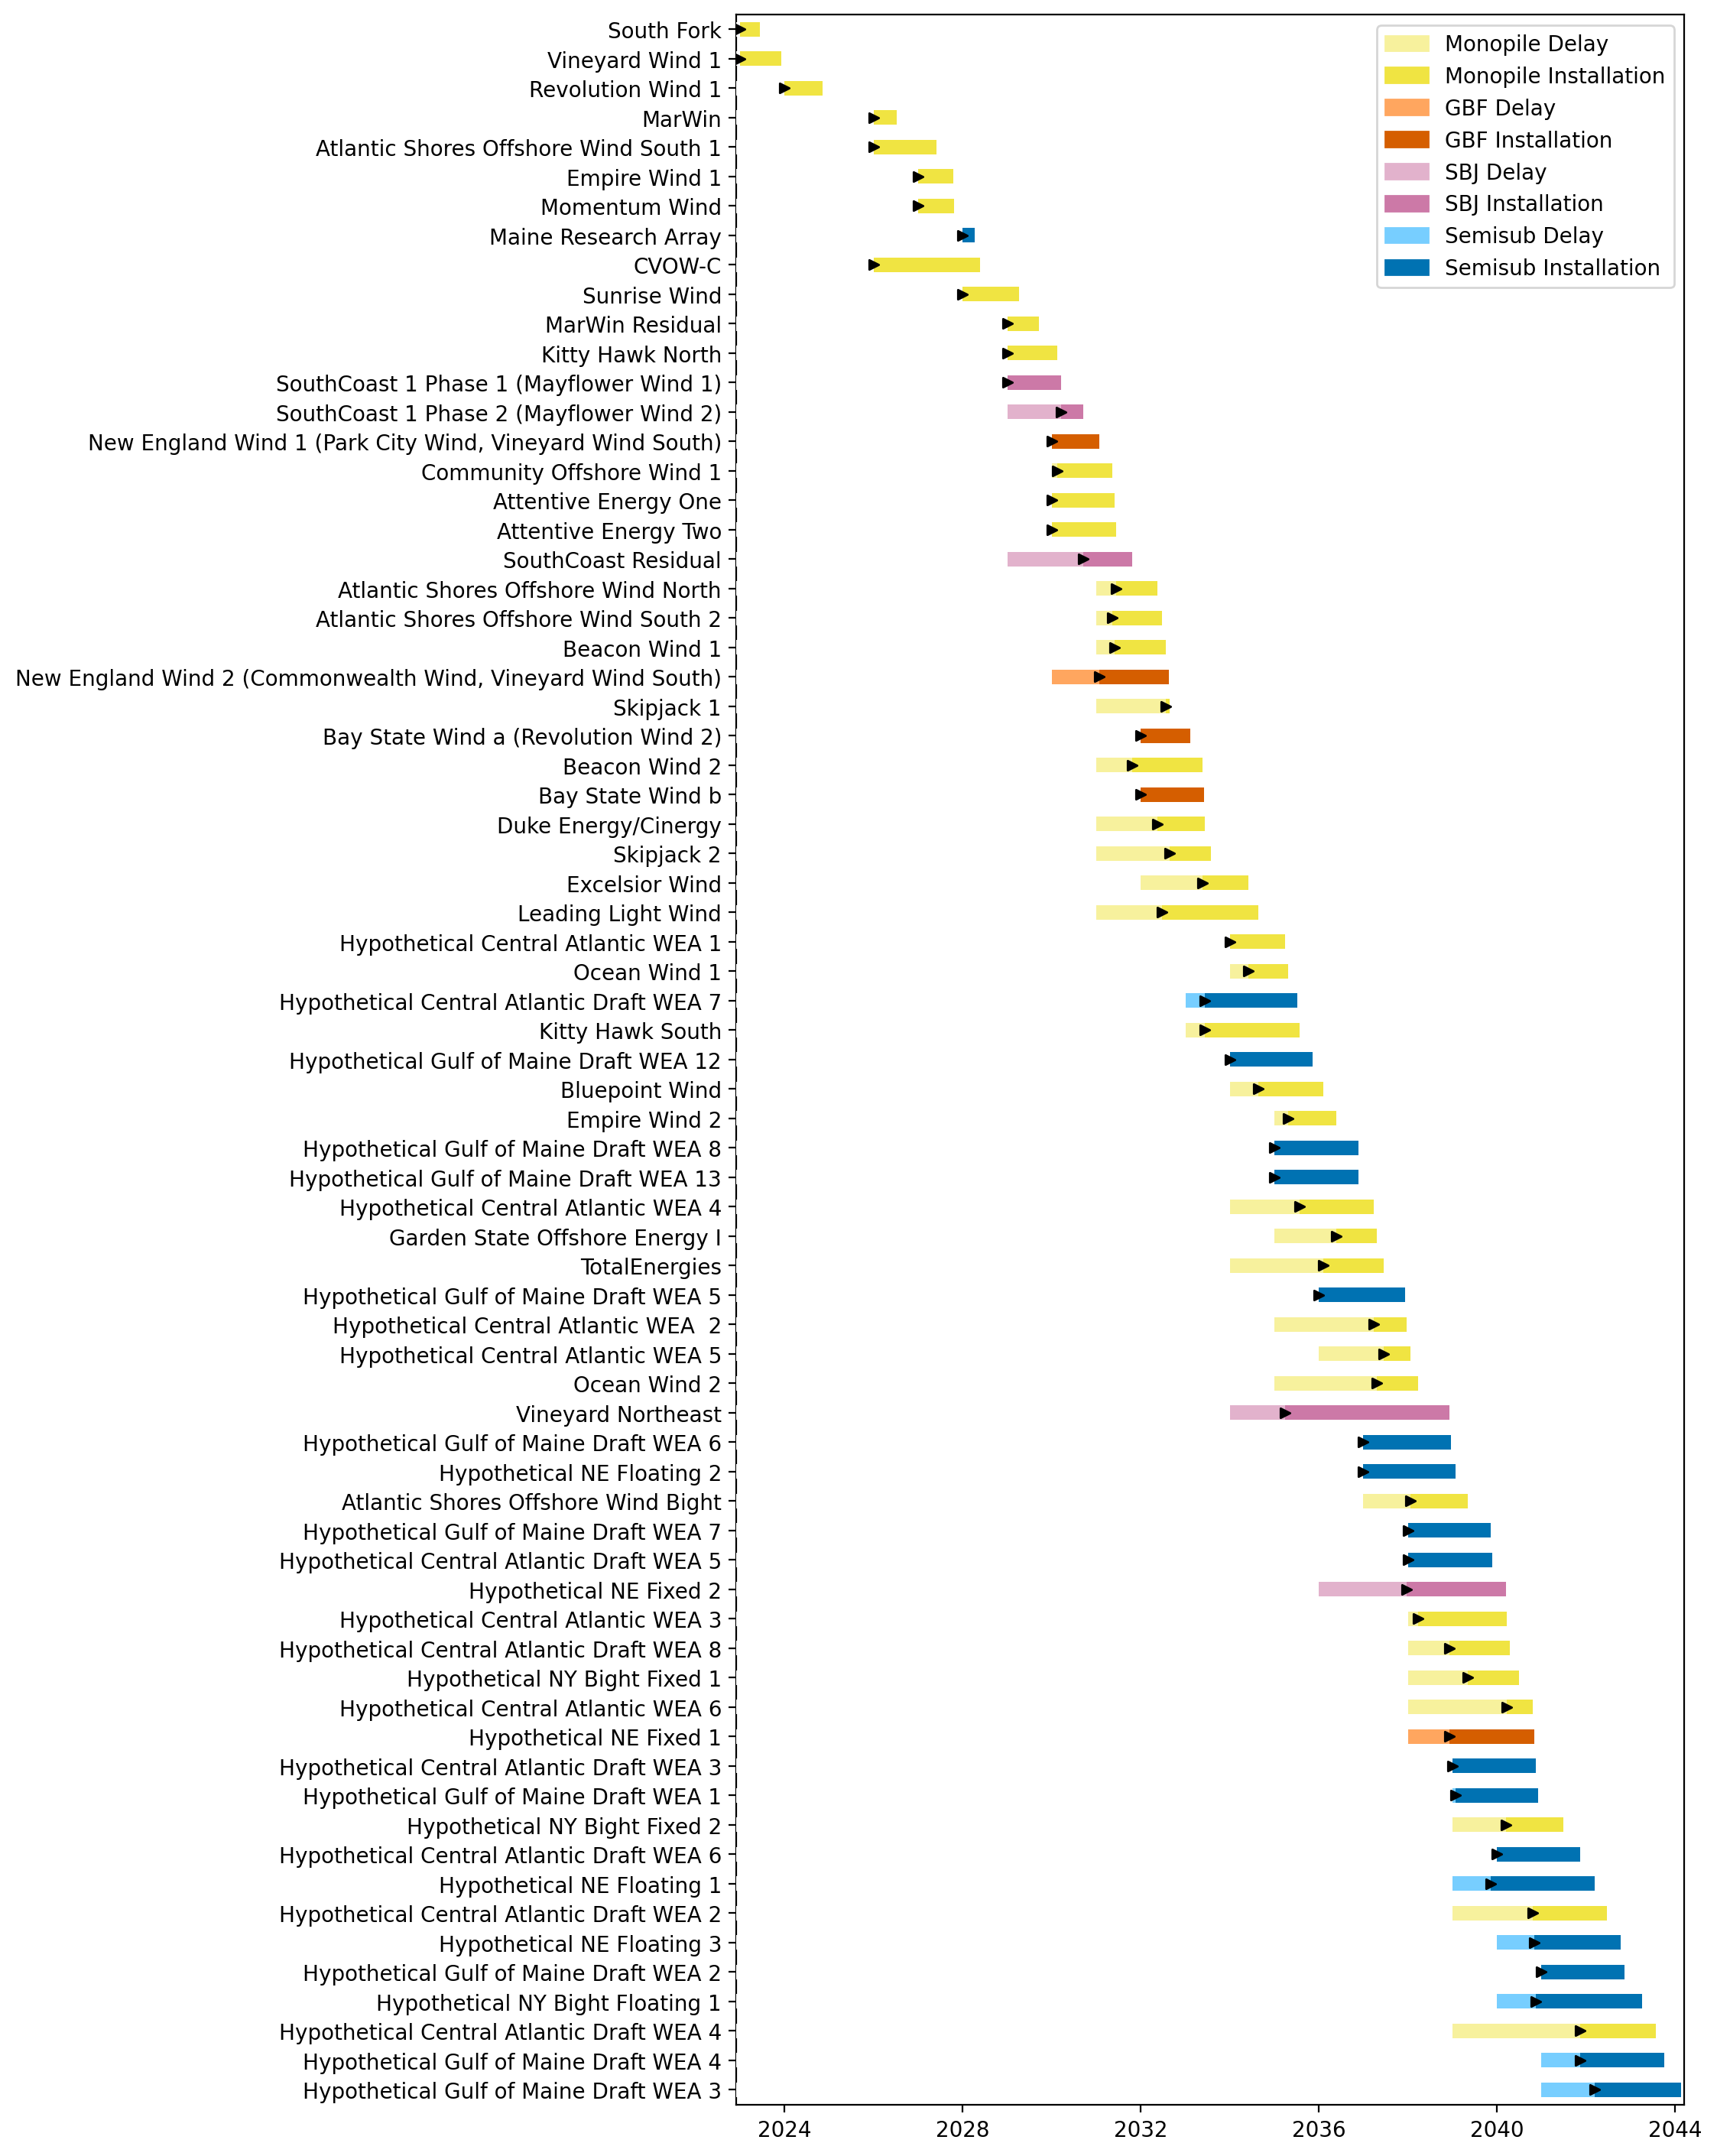 South Fork
Vineyard Wind 1
Revolution Wind 1
MarWin
Atlantic Shores Offshore Wind South 1
Empire Wind 1
Momentum Wind
Maine Research Array
CVOW-C
Sunrise Wind
MarWin Residual
Kitty Hawk North
SouthCoast 1 Phase 1 (Mayflower Wind 1)
SouthCoast 1 Phase 2 (Mayflower Wind 2)
New England Wind 1 (Park City Wind, Vineyard Wind South)
Community Offshore Wind 1
Attentive Energy One
Attentive Energy Two
SouthCoast Residual
Atlantic Shores Offshore Wind North
Atlantic Shores Offshore Wind South 2
Beacon Wind 1
New England Wind 2 (Commonwealth Wind, Vineyard Wind South)
Skipjack 1
Bay State Wind a (Revolution Wind 2)
Beacon Wind 2
Bay State Wind b
Duke Energy/Cinergy
Skipjack 2
Excelsior Wind
Leading Light Wind
Hypothetical Central Atlantic WEA 1
Ocean Wind 1
Hypothetical Central Atlantic Draft WEA 7
Kitty Hawk South
Hypothetical Gulf of Maine Draft WEA 12
Bluepoint Wind
Empire Wind 2
Hypothetical Gulf of Maine Draft WEA 8
Hypothetical Gulf of Maine Draft WEA 13
Hypothetical Central Atlantic WEA 4
Garden State Offshore Energy I
TotalEnergies
Hypothetical Gulf of Maine Draft WEA 5
Hypothetical Central Atlantic WEA  2
Hypothetical Central Atlantic WEA 5
Ocean Wind 2
Vineyard Northeast
Hypothetical Gulf of Maine Draft WEA 6
Hypothetical NE Floating 2
Atlantic Shores Offshore Wind Bight
Hypothetical Gulf of Maine Draft WEA 7
Hypothetical Central Atlantic Draft WEA 5
Hypothetical NE Fixed 2
Hypothetical Central Atlantic WEA 3
Hypothetical Central Atlantic Draft WEA 8
Hypothetical NY Bight Fixed 1
Hypothetical Central Atlantic WEA 6
Hypothetical NE Fixed 1
Hypothetical Central Atlantic Draft WEA 3
Hypothetical Gulf of Maine Draft WEA 1
Hypothetical NY Bight Fixed 2
Hypothetical Central Atlantic Draft WEA 6
Hypothetical NE Floating 1
Hypothetical Central Atlantic Draft WEA 2
Hypothetical NE Floating 3
Hypothetical Gulf of Maine Draft WEA 2
Hypothetical NY Bight Floating 1
Hypothetical Central Atlantic Draft WEA 4
Hypothetical Gulf of Maine Draft WEA 4
Hypothetical Gulf of Maine Draft WEA 3
Monopile Delay
Monopile Installation
GBF Delay
GBF Installation
SBJ Delay
SBJ Installation
Semisub Delay
Semisub Installation
2024 2028 2032 2036 2040 2044